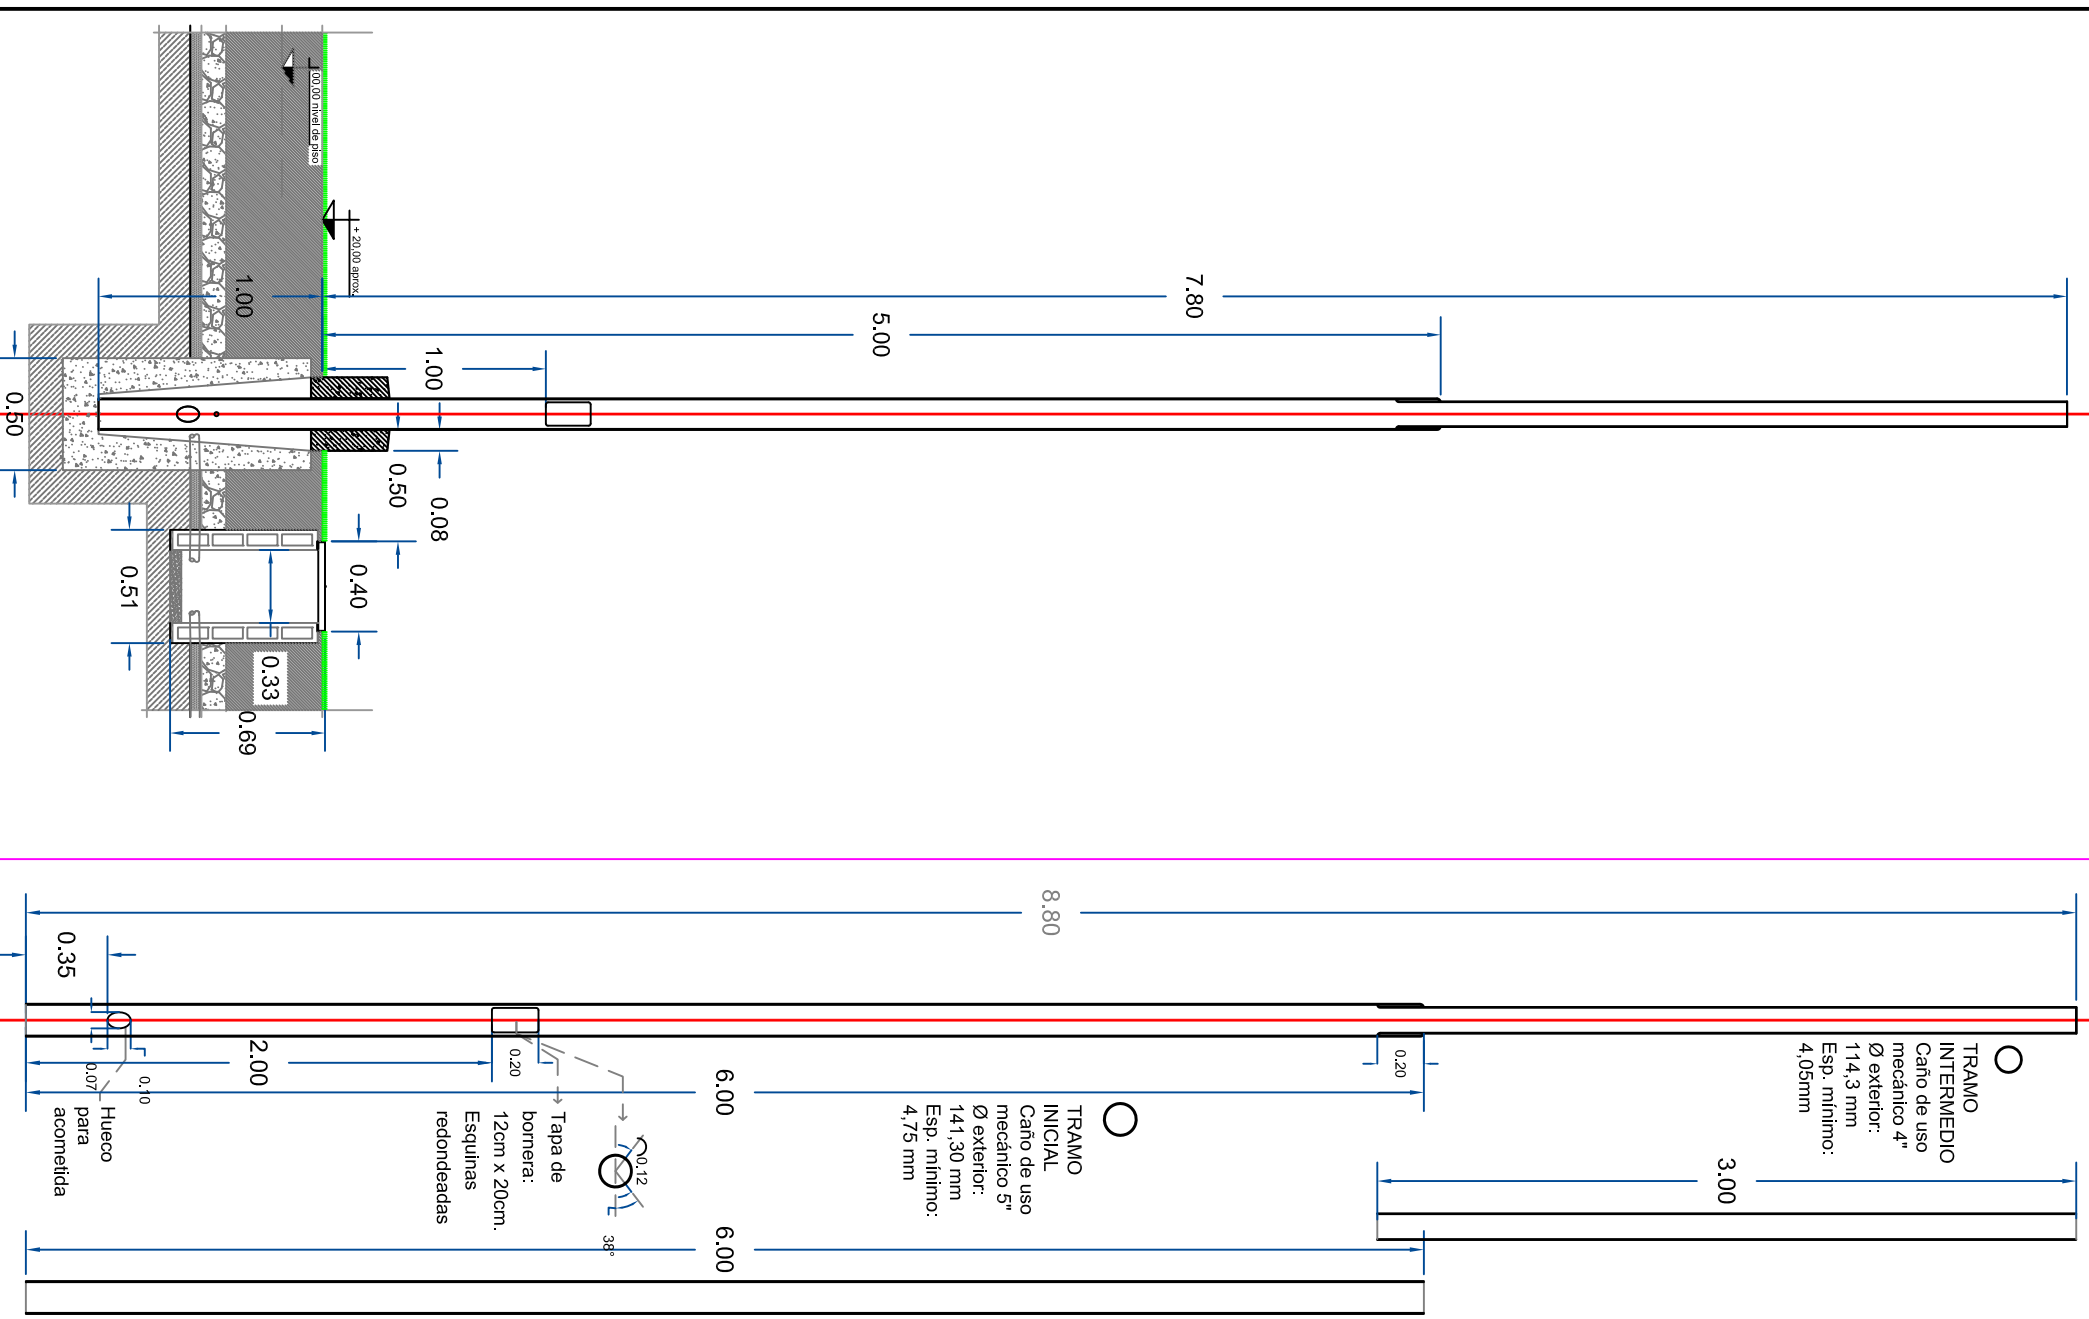 00,00 nivel de piso
+ 20,00 aprox.
7.80
5.00
1.00
1.00
0.50
0.50
0.08
0.40
0.51
0.33
0.69
8.80
0.35
2.00
0.20
0.20
6.00
0.07
0.10
Hueco
para
acometida
Tapa de
bornera:
12cm x 20cm.
Esquinas
redondeadas
0.12
38°
TRAMO
INICIAL
Caño de uso
mecánico 5"
Ø exterior:
141,30 mm
Esp. mínimo:
4,75 mm
TRAMO
INTERMEDIO
Caño de uso
mecánico 4"
Ø exterior:
114,3 mm
Esp. mínimo:
4,05mm
3.00
6.00